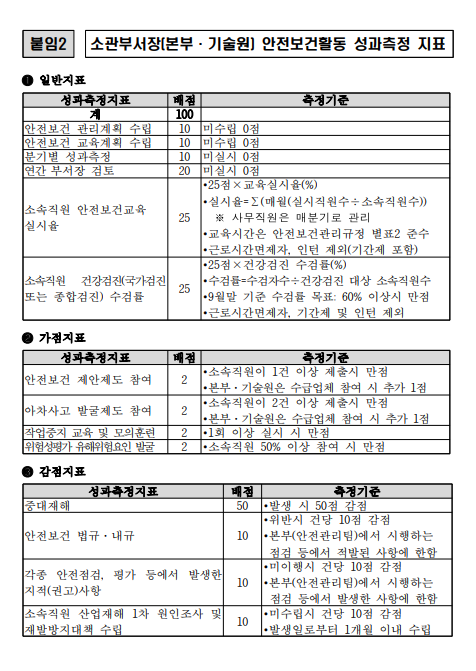 붙임2 소관부서장(본부·기술원) 안전보건활동 성과측정 지표
❶ 일반지표
성과측정지표 배점 측정기준
계 100
안전보건 관리계획 수립 10 미수립 0점
안전보건 교육계획 수립 10 미수립 0점
분기별 성과측정 10 미실시 0점
연간 부서장 검토 20 미실시 0점
소속직원 안전보건교육
실시율
25
•25점×교육실시율(%)
•실시율=∑(매월(실시직원수÷소속직원수))
※ 사무직원은 매분기로 관리
•교육시간은 안전보건관리규정 별표2 준수
•근로시간면제자, 인턴 제외(기간제 포함)
소속직원 건강검진(국가검진
또는 종합검진) 수검률
25
•25점×건강검진 수검률(%)
•수검률=수검자수÷건강검진 대상 소속직원수
•9월말 기준 수검률 목표: 60% 이상시 만점
•근로시간면제자, 기간제 및 인턴 제외
❷ 가점지표
성과측정지표 배점 측정기준
안전보건 제안제도 참여 2
•소속직원이 1건 이상 제출시 만점
•본부·기술원은 수급업체 참여 시 추가 1점
아차사고 발굴제도 참여 2
•소속직원이 2건 이상 제출시 만점
•본부·기술원은 수급업체 참여 시 추가 1점
작업중지 교육 및 모의훈련 2 •1회 이상 실시 시 만점
위험성평가 유해위험요인 발굴 2 •소속직원 50% 이상 참여 시 만점
❸ 감점지표
성과측정지표 배점 측정기준
중대재해 50 •발생 시 50점 감점
안전보건 법규·내규 10
•위반시 건당 10점 감점
•본부(안전관리팀)에서 시행하는
점검 등에서 적발된 사항에 한함
각종 안전점검, 평가 등에서 발생한
지적(권고)사항
10
•미이행시 건당 10점 감점
•본부(안전관리팀)에서 시행하는
점검 등에서 발생한 사항에 한함
소속직원 산업재해 1차 원인조사 및
재발방지대책 수립
10
•미수립시 건당 10점 감점
•발생일로부터 1개월 이내 수립